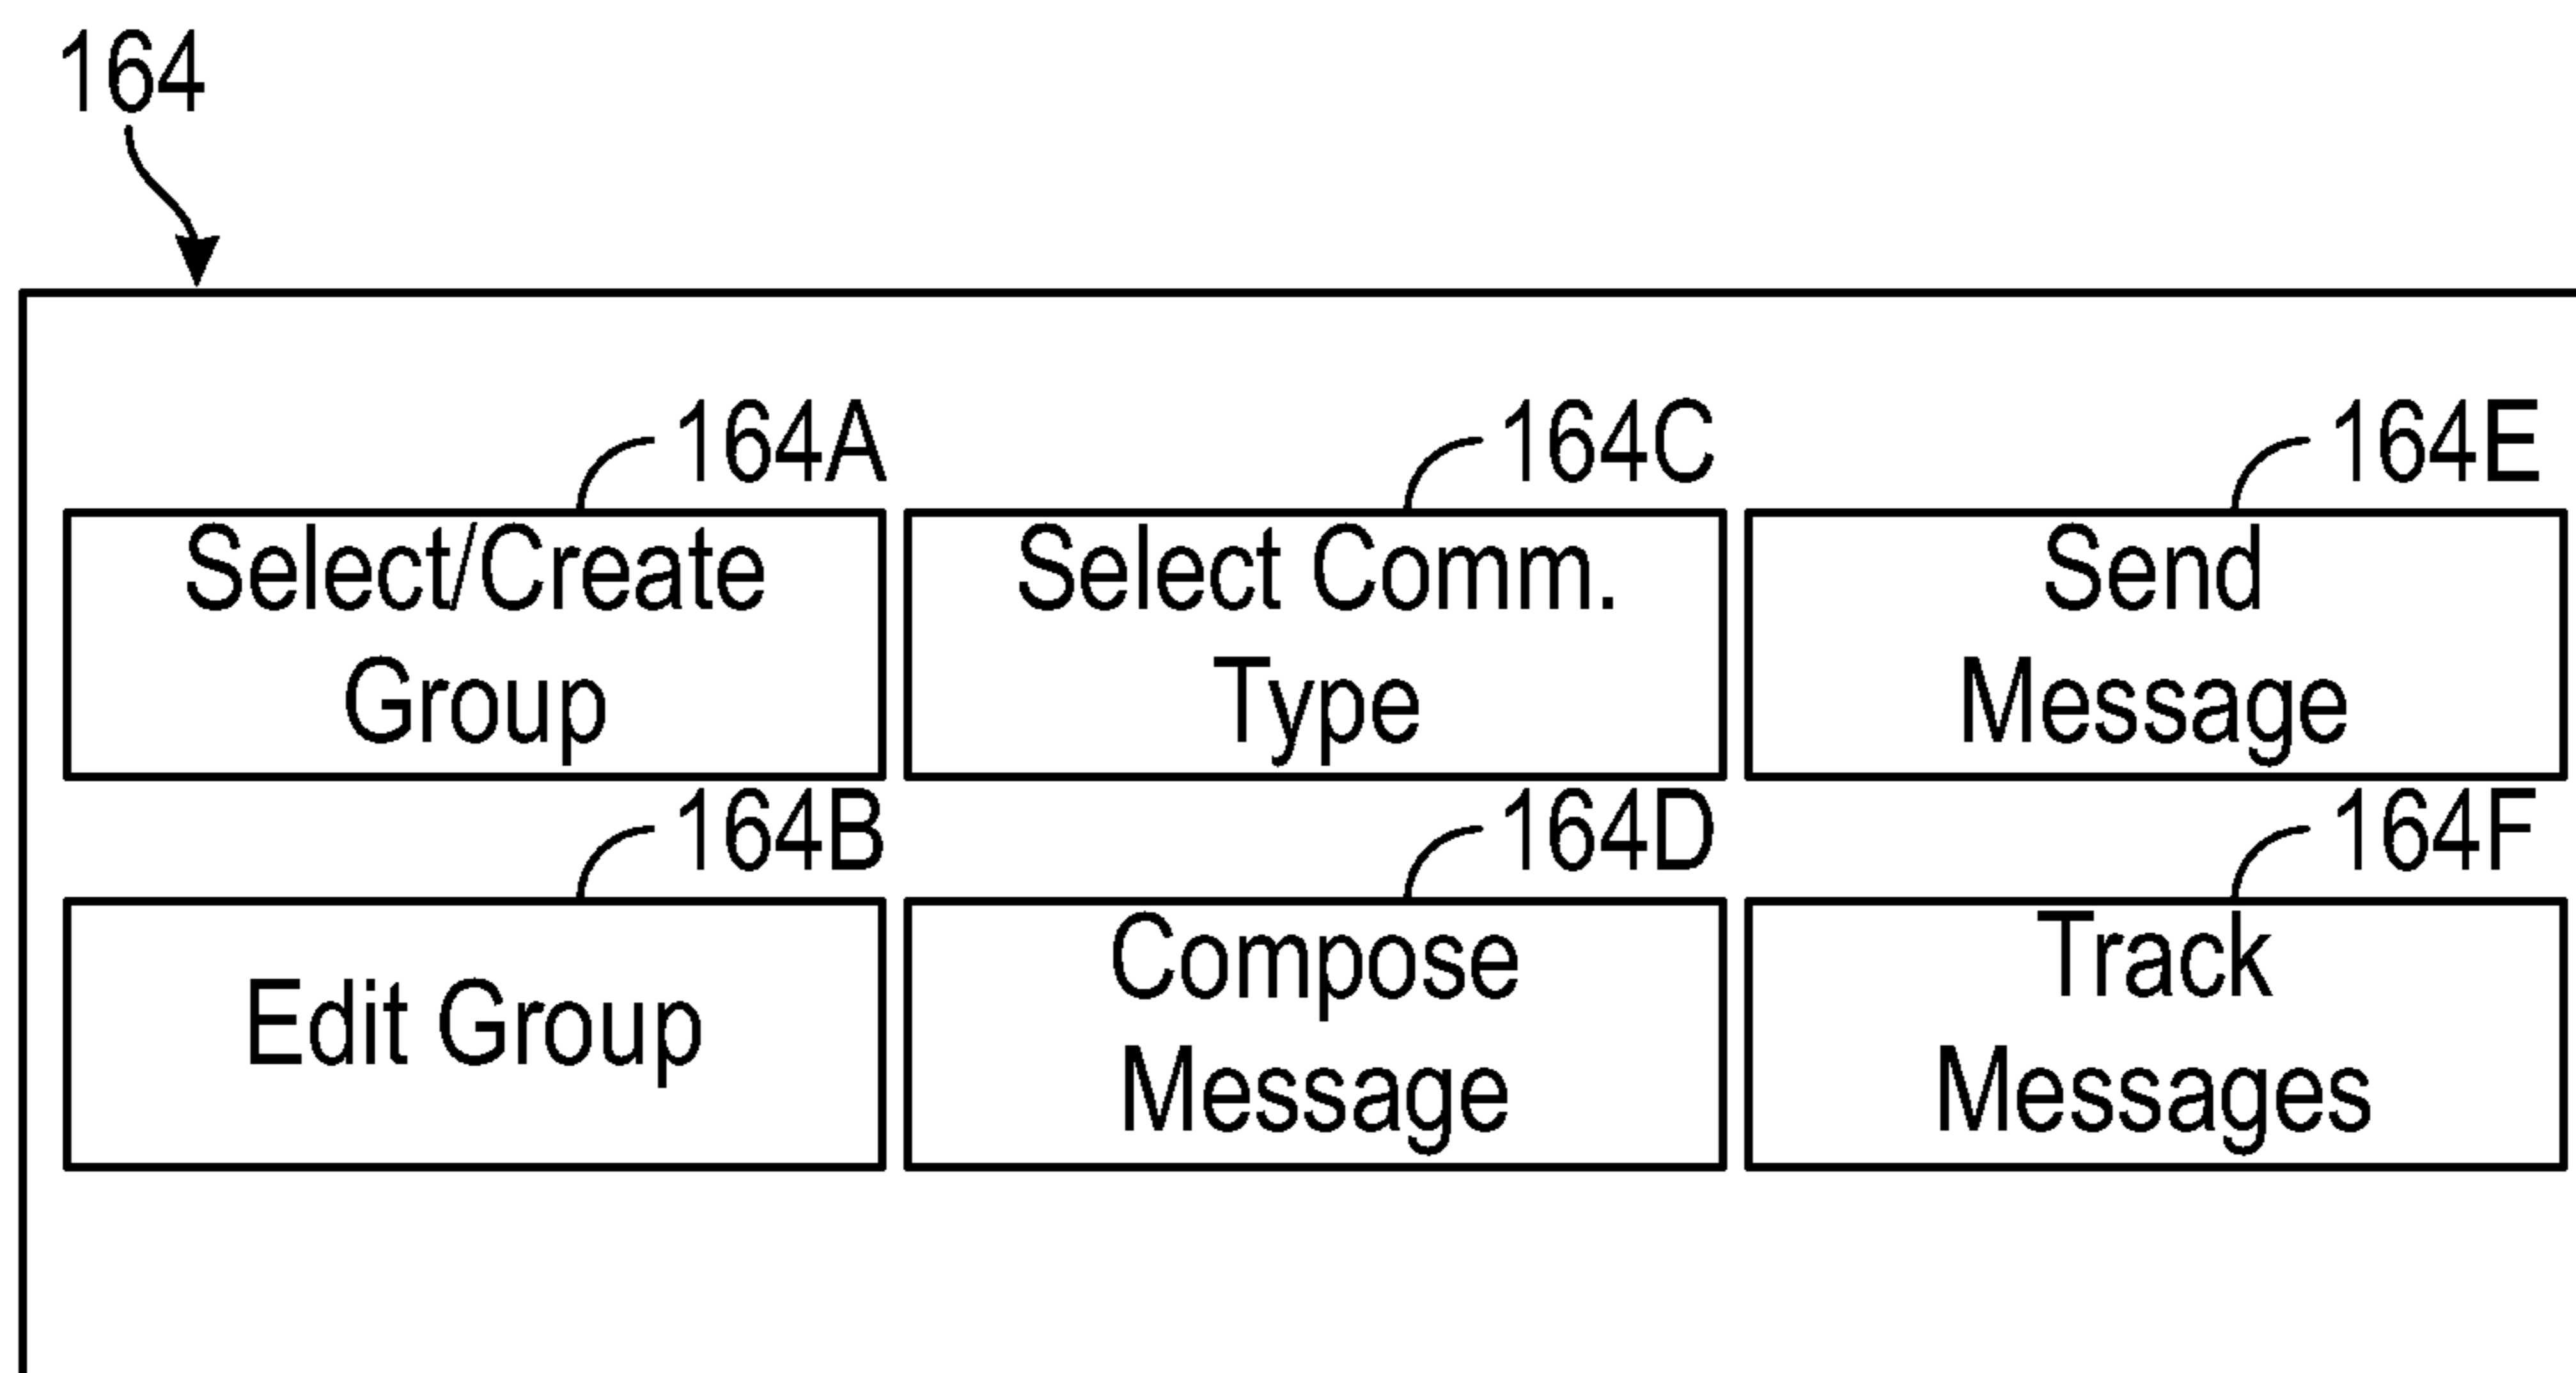 164
164A
Select/Create
Group
164C
Select Comm.
Type
164E
Send
Message
164B
Edit Group
164D
Compose
Message
164F
Track
Messages